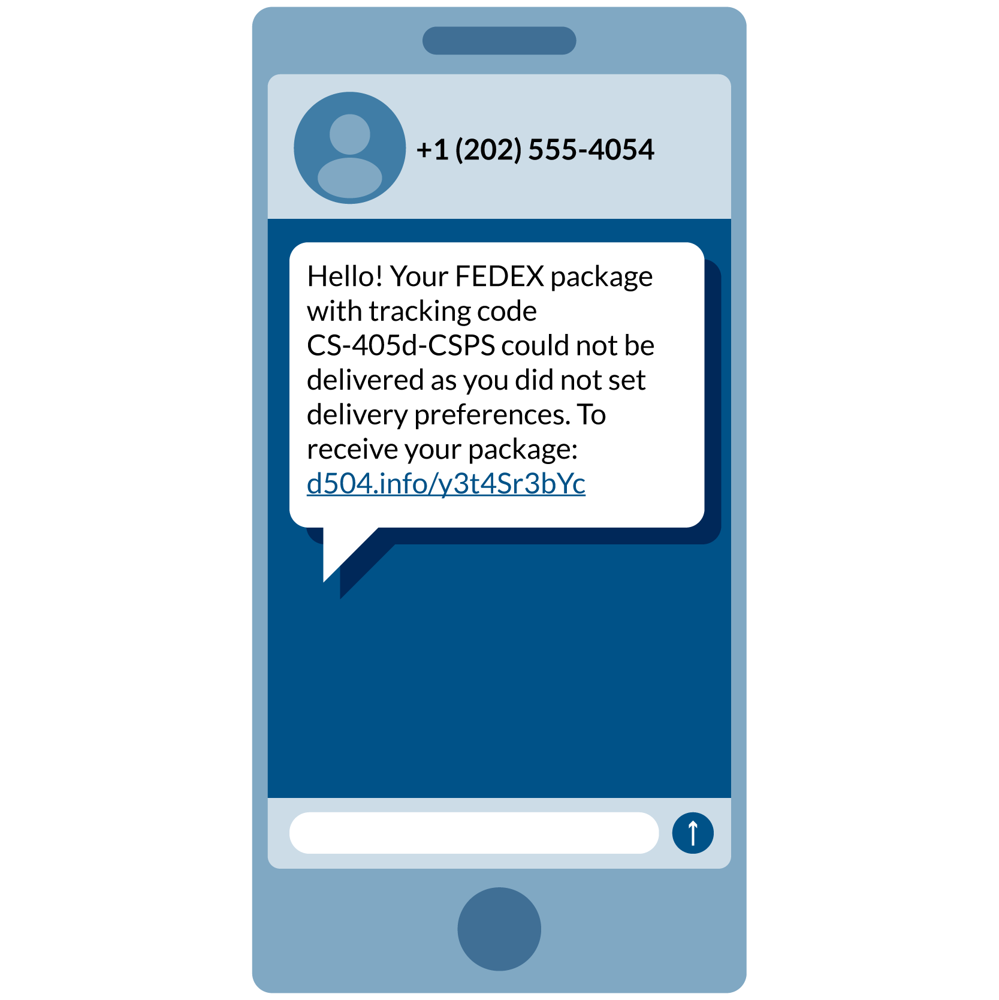 +1 (202) 555-4054
Hello! Your FEDEX package
with tracking code
CS-405d-CSPS could not be
delivered as you did not set
delivery preferences. To
receive your package:
d504.info/y3t4Sr3bYc